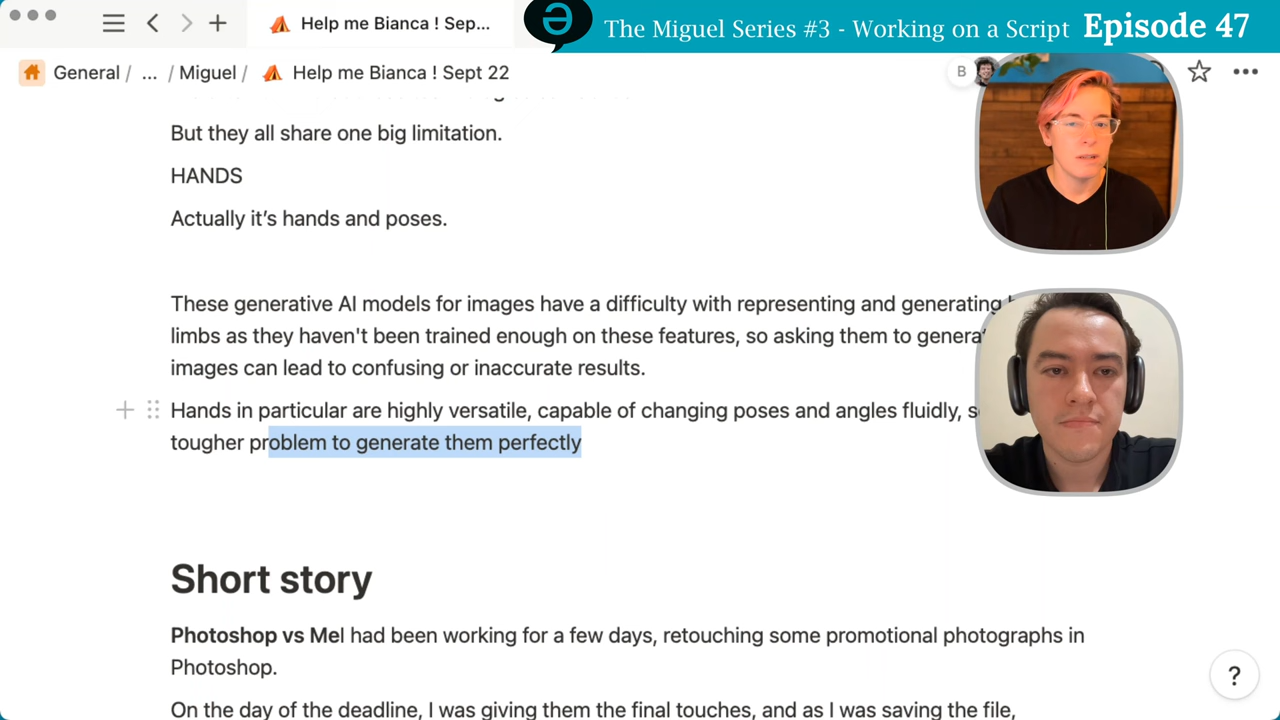 Help me Bianca ! Sep...
ə
The Miguel Series #3 - Working on a Script Episode 47
General / ... / Miguel / Help me Bianca ! Sept 22
B
But they all share one big limitation.
HANDS
Actually it’s hands and poses.
These generative AI models for images have a difficulty with representing and generating
limbs as they haven't been trained enough on these features, so asking them to
images can lead to confusing or inaccurate results.
Hands in particular are highly versatile, capable of changing poses and angles fluidly,
tougher problem to generate them perfectly
Short story
Photoshop vs MeI had been working for a few days, retouching some promotional photographs in
Photoshop.
On the day of the deadline, I was giving them the final touches, and as I was saving the file,
?